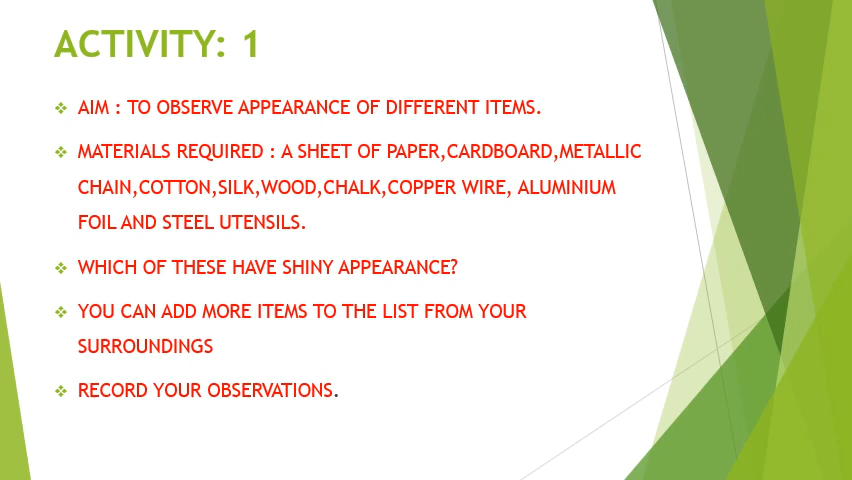 ACTIVITY: 1
AIM : TO OBSERVE APPEARANCE OF DIFFERENT ITEMS.
MATERIALS REQUIRED : A SHEET OF PAPER,CARDBOARD,METALLIC
CHAIN,COTTON,SILK,WOOD,CHALK,COPPER WIRE, ALUMINIUM
FOIL AND STEEL UTENSILS.
WHICH OF THESE HAVE SHINY APPEARANCE?
YOU CAN ADD MORE ITEMS TO THE LIST FROM YOUR
SURROUNDINGS
RECORD YOUR OBSERVATIONS.